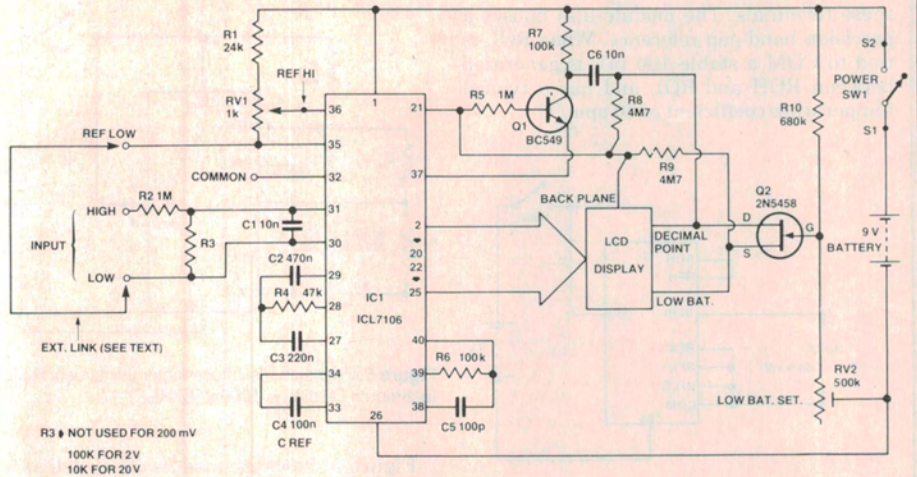 R1
24k
REF HI
RV1
1k
REF LOW
COMMON
R2 1M
HIGH
INPUT
C1 10n
R3
C2 470n
LOW
R4
47k
EXT. LINK (SEE TEXT)
C3 220n
C4 100n
C REF
R3 NOT USED FOR 200 mV
100K FOR 2V
10K FOR 20V
36
35
32
31
30
29
28
27
34
33
1
21
37
2
20
22
25
40
39
38
26
IC1
ICL7106
R7
100k
C6 10n
R5 1M
Q1
BC549
R8
4M7
R9
4M7
BACK PLANE
LCD
DISPLAY
DECIMAL
POINT
LOW BAT.
R6 100k
C5 100p
Q2
2N5458
D
G
S
R10
680k
S2
POWER
SW1
S1
9 V
BATTERY
RV2
500k
LOW BAT. SET.